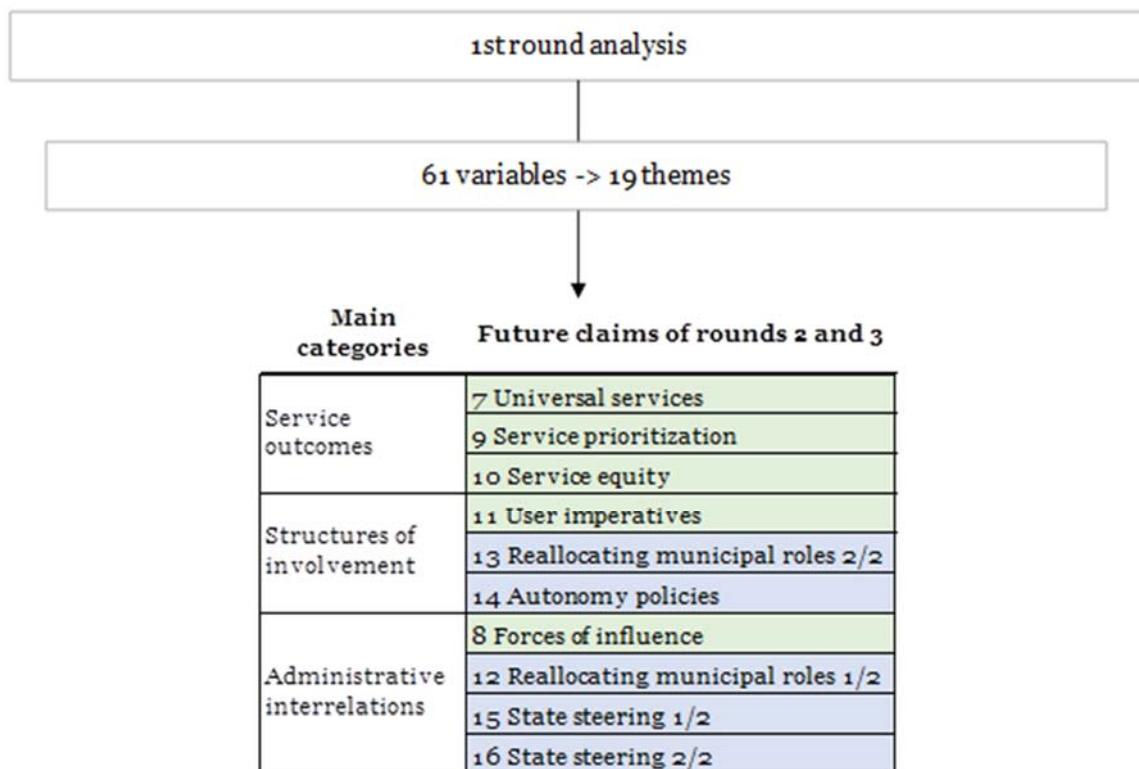 1st round analysis
61 variables -> 19 themes
Main
categories
Future claims of rounds 2 and 3
Service
outcomes
7 Universal services
9 Service prioritization
10 Service equity
Structures of
involvement
11 User imperatives
13 Reallocating municipal roles 2/2
14 Autonomy policies
Administrative
interrelations
8 Forces of influence
12 Reallocating municipal roles 1/2
15 State steering 1/2
16 State steering 2/2